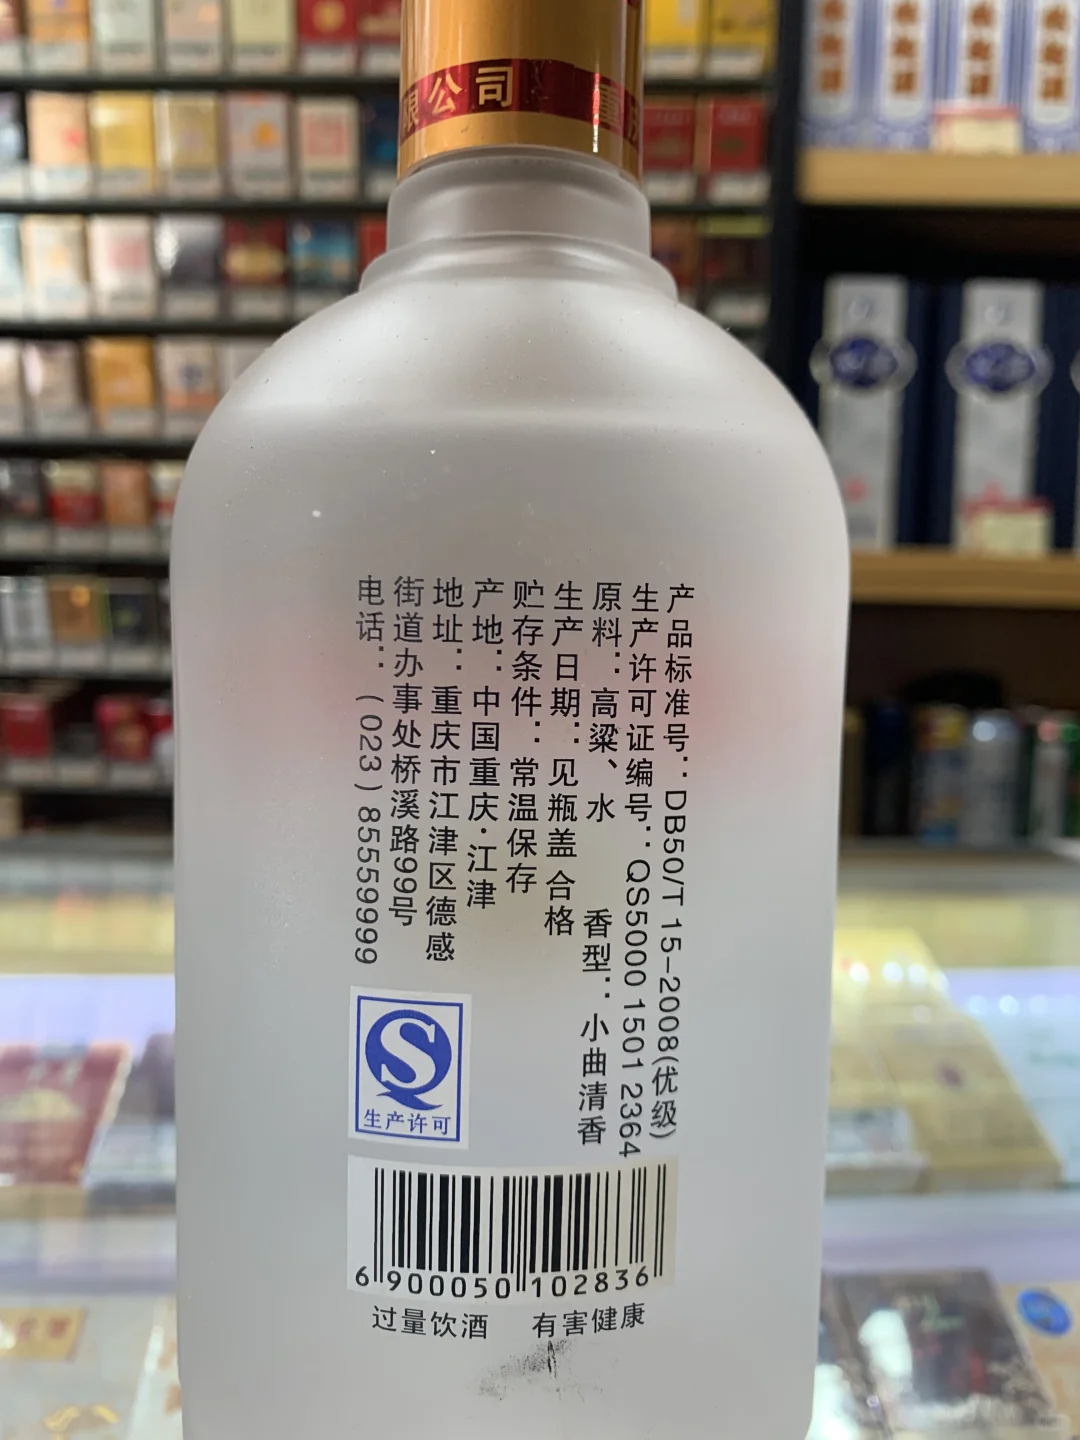 限公司
重
产品标准号：DB50/T 15-2008(优级)
生产许可证编号：QS5000 1501 2364
原料：高粱、水 香型：小曲清香
生产日期：见瓶盖 合格
贮存条件：常温保存
产地：中国重庆·江津
地址：重庆市江津区德感
街道办事处桥溪路99号
电话：(023)85559999
生产许可
6 900050 102836
过量饮酒 有害健康